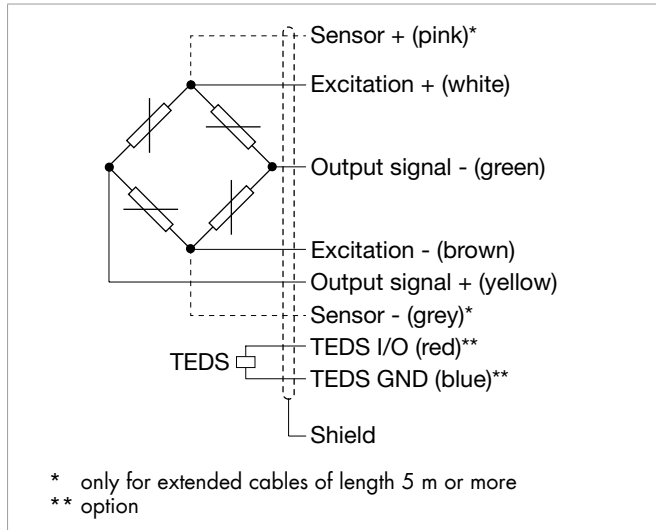 Sensor + (pink)*
Excitation + (white)
Output signal - (green)
Excitation - (brown)
Output signal + (yellow)
Sensor - (grey)*
TEDS I/O (red)**
TEDS
TEDS GND (blue)**
Shield
* only for extended cables of length 5 m or more
** option